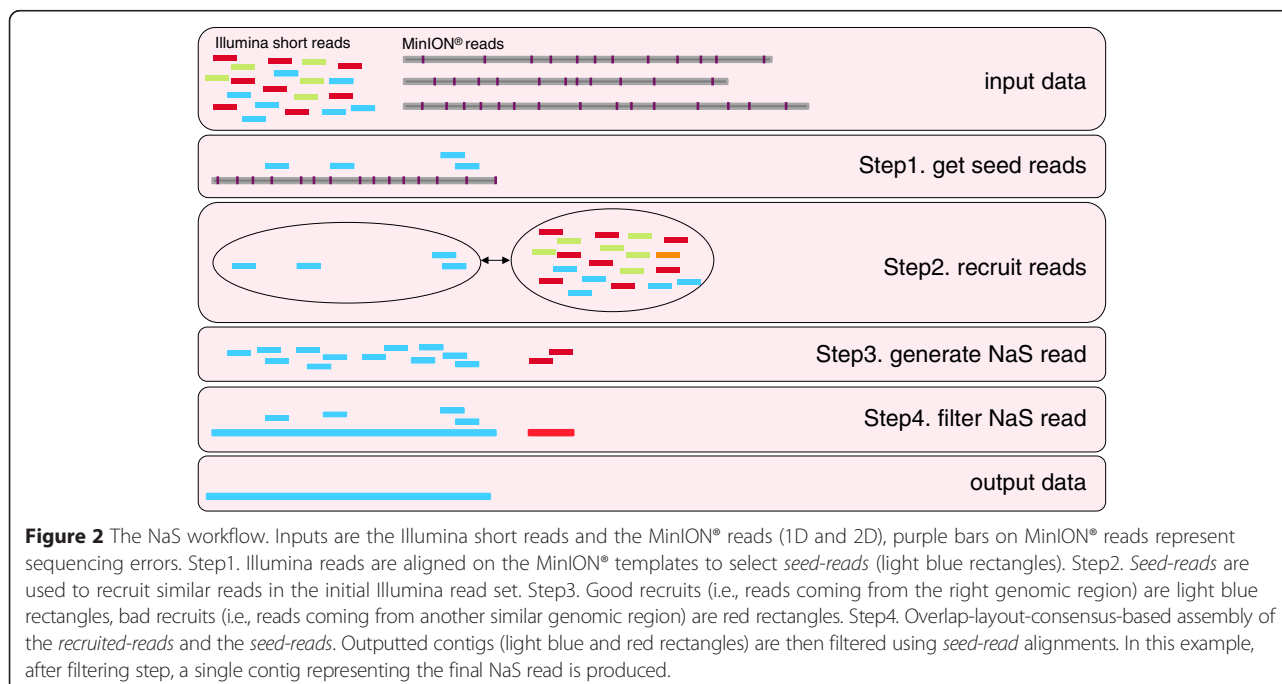 Illumina short reads
MinION® reads
input data
Step1. get seed reads
Step2. recruit reads
Step3. generate NaS read
Step4. filter NaS read
output data
Figure 2 The NaS workflow. Inputs are the Illumina short reads and the MinION® reads (1D and 2D), purple bars on MinION® reads represent
sequencing errors. Step1. Illumina reads are aligned on the MinION® templates to select seed-reads (light blue rectangles). Step2. Seed-reads are
used to recruit similar reads in the initial Illumina read set. Step3. Good recruits (i.e., reads coming from the right genomic region) are light blue
rectangles, bad recruits (i.e., reads coming from another similar genomic region) are red rectangles. Step4. Overlap-layout-consensus-based assembly of
the recruited-reads and the seed-reads. Outputted contigs (light blue and red rectangles) are then filtered using seed-read alignments. In this example,
after filtering step, a single contig representing the final NaS read is produced.